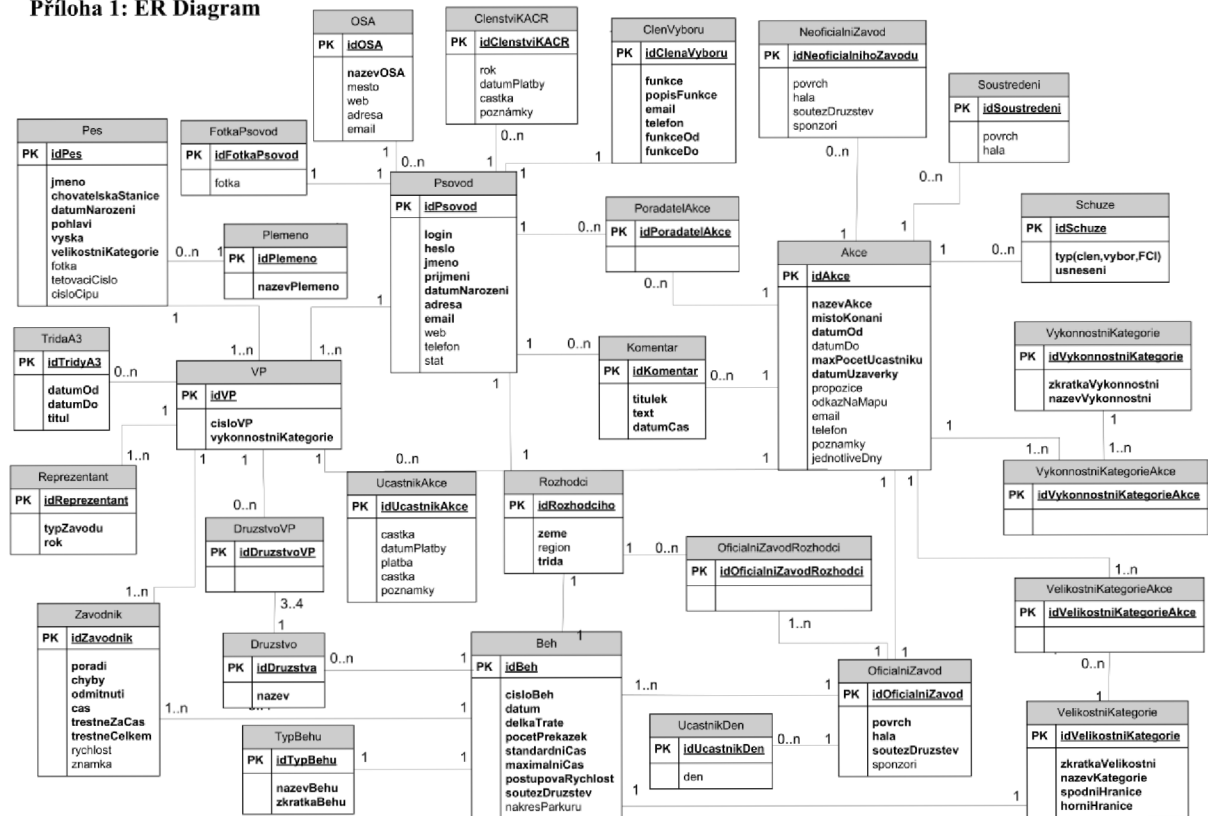 Příloha 1: ER Diagram
OSA
PK idOSA
nazevOSA
mesto
web
adresa
email
ClenstviKACR
PK idClenstviKACR
rok
datumPlatby
castka
poznámky
ClenVyboru
PK idClenaVyboru
funkce
popisFunkce
email
telefon
funkceOd
funkceDo
NeoficialniZavod
PK idNeoficialnihoZavodu
povrch
hala
soutezDruzstev
sponzori
Soustredeni
PK idSoustredeni
povrch
hala
Pes
PK idPes
jmeno
chovatelskaStanice
datumNarozeni
pohlavi
vyska
velikostniKategorie
fotka
tetovaciCislo
cisloCipu
FotkaPsovod
PK idFotkaPsovod
fotka
Plemeno
PK idPlemeno
nazevPlemeno
Psovod
PK idPsovod
login
heslo
jmeno
prijmeni
datumNarozeni
adresa
email
web
telefon
stat
PoradatelAkce
PK idPoradatelAkce
Akce
PK idAkce
nazevAkce
mistoKonani
datumOd
datumDo
maxPocetUcastniku
datumUzaverky
propozice
odkazNaMapu
email
telefon
poznamky
jednotliveDny
Schuze
PK idSchuze
typ(clen,vybor,FCI)
usneseni
TridaA3
PK idTridyA3
datumOd
datumDo
titul
VP
PK idVP
cisloVP
vykonnostniKategorie
Komentar
PK idKomentar
titulek
text
datumCas
VykonnostniKategorie
PK idVykonnostniKategorie
zkratkaVykonnostni
nazevVykonnostni
Reprezentant
PK idReprezentant
typZavodu
rok
DruzstvoVP
PK idDruzstvoVP
UcastnikAkce
PK idUcastnikAkce
castka
datumPlatby
platba
castka
poznamky
Rozhodci
PK idRozhodciho
zeme
region
trida
OficialniZavodRozhodci
PK idOficialniZavodRozhodci
VykonnostniKategorieAkce
PK idVykonnostniKategorieAkce
VelikostniKategorieAkce
PK idVelikostniKategorieAkce
Zavodnik
PK idZavodnik
poradi
chyby
odmitnuti
cas
trestneZaCas
trestneCelkem
rychlost
znamka
Druzstvo
PK idDruzstva
nazev
TypBehu
PK idTypBehu
nazevBehu
zkratkaBehu
Beh
PK idBeh
cisloBeh
datum
delkaTrate
pocetPrekazek
standardniCas
maximalniCas
postupovaRychlost
soutezDruzstev
nakresParkuru
UcastnikDen
PK idUcastnikDen
den
OficialniZavod
PK idOficialniZavod
povrch
hala
soutezDruzstev
sponzori
VelikostniKategorie
PK idVelikostniKategorie
zkratkaVelikostni
nazevKategorie
spodniHranice
horniHranice